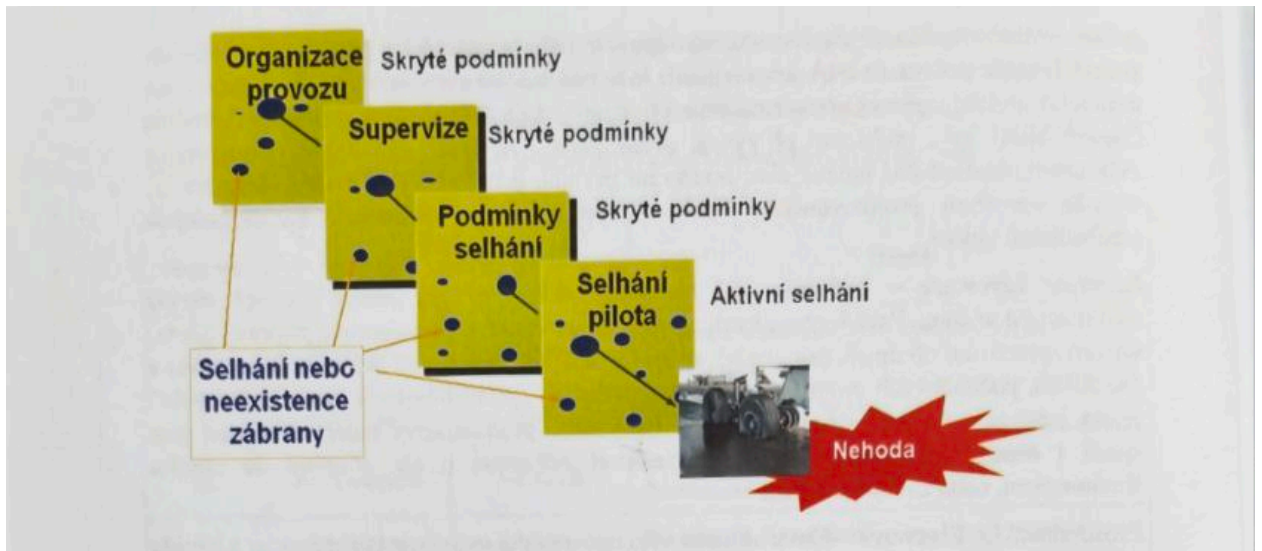 Organizace
provozu
Skryté podmínky
Supervize
Skryté podmínky
Podmínky
selhání
Skryté podmínky
Selhání
pilota
Aktivní selhání
Selhání nebo
neexistence
zábrany
Nehoda